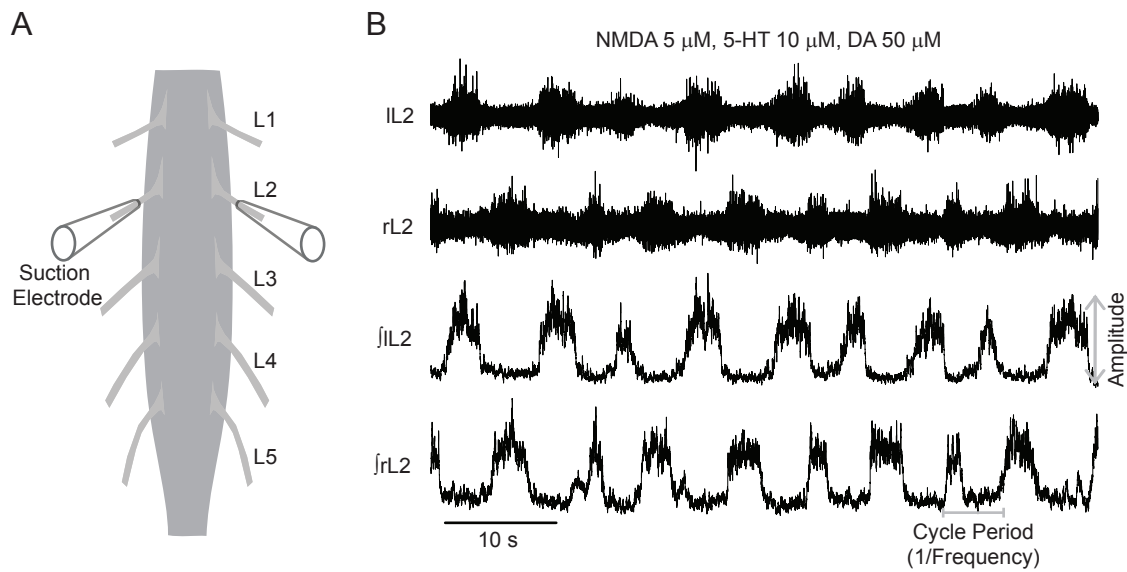 A
L1
L2
L3
L4
L5
Suction
Electrode
B
NMDA 5 μM, 5-HT 10 μM, DA 50 μM
lL2
rL2
∫lL2
∫rL2
Amplitude
10 s
Cycle Period
(1/Frequency)